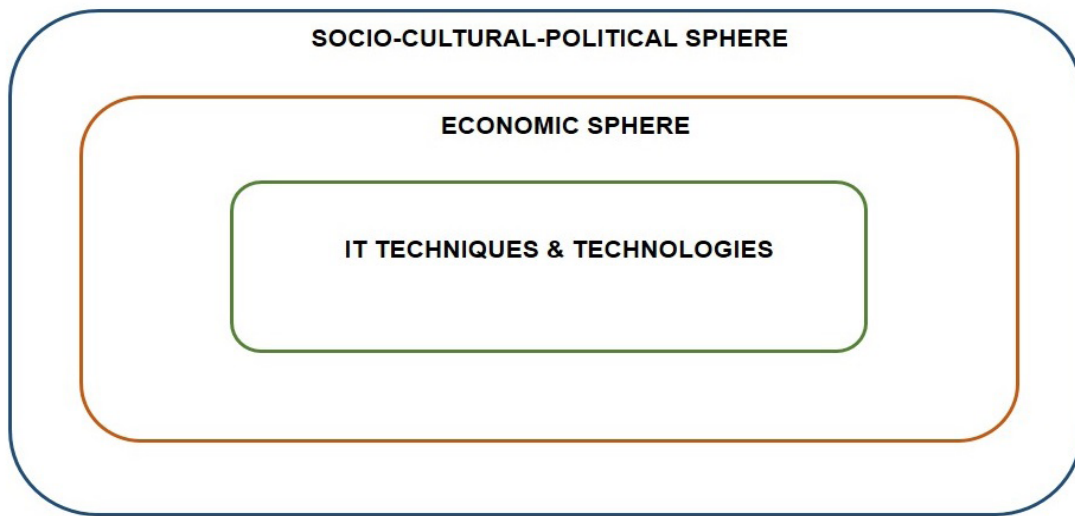 SOCIO-CULTURAL-POLITICAL SPHERE
ECONOMIC SPHERE
IT TECHNIQUES & TECHNOLOGIES